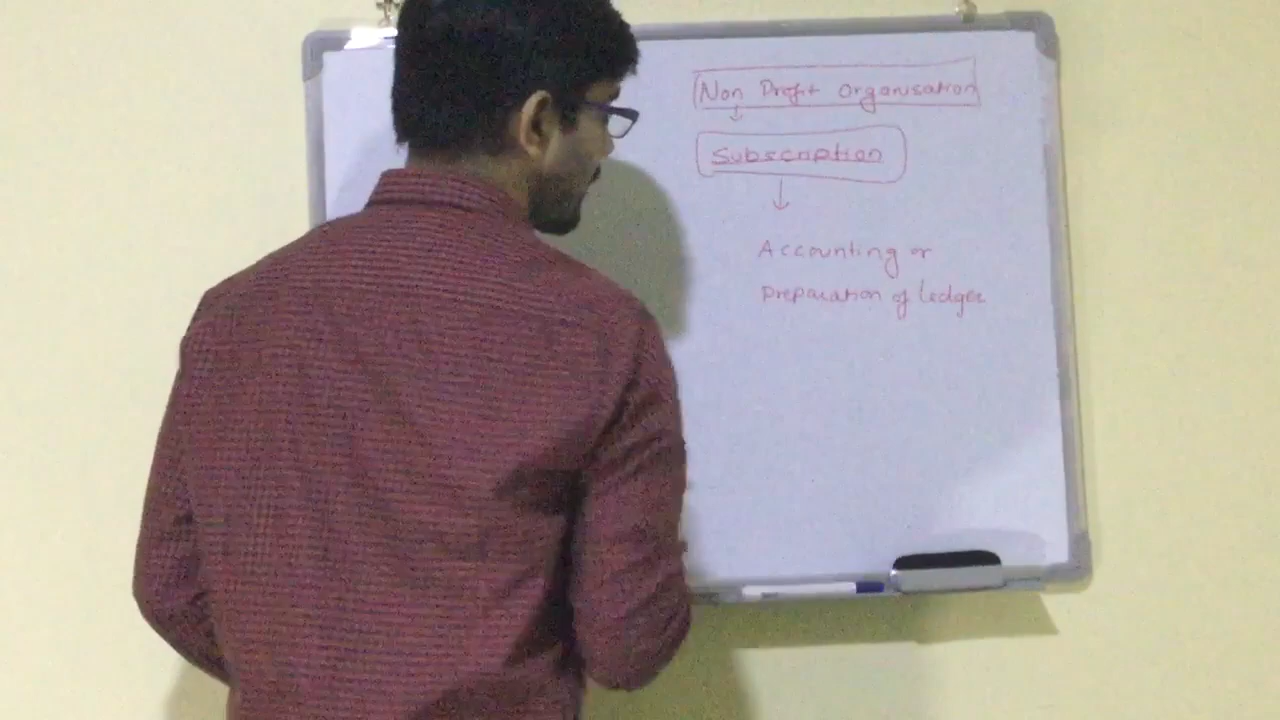 Non Profit Organisation
Subscription
Accounting or
Preparation of Ledger